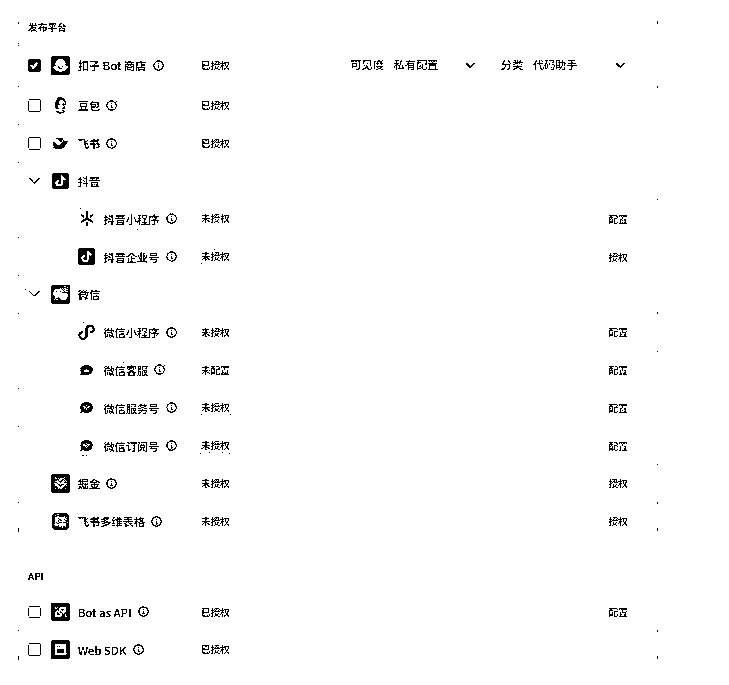 发布平台
扣子 Bot 商店 已授权 可见度 私有配置 分类 代码助手
豆包 已授权
飞书 已授权
抖音
抖音小程序 未授权 配置
抖音企业号 未授权 授权
微信
微信小程序 未授权 配置
微信客服 未配置 配置
微信服务号 未授权 配置
微信订阅号 未授权 配置
掘金 未授权 授权
飞书多维表格 未授权 授权
API
Bot as API 已授权 配置
Web SDK 已授权